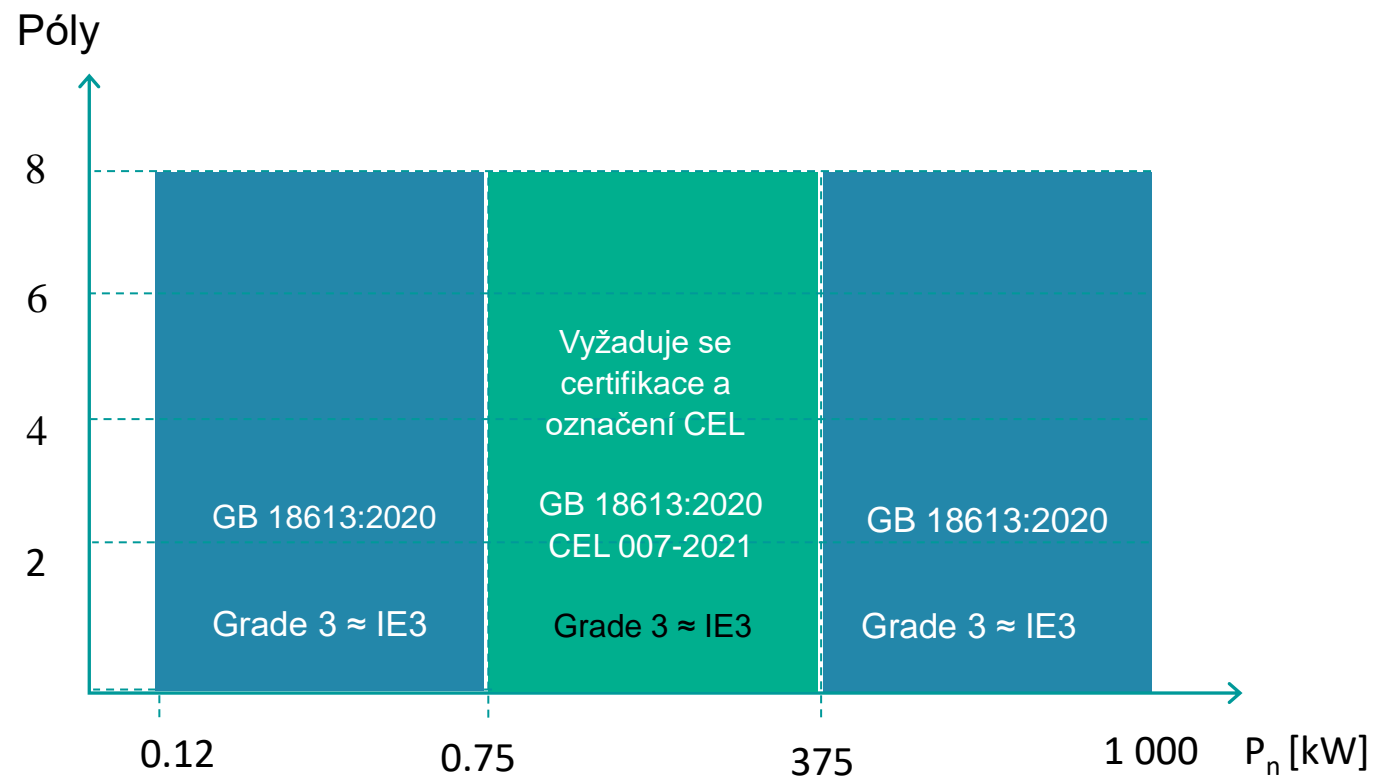 Póly
8
6
4
2
Vyžaduje se
certifikace a
označení CEL
GB 18613:2020
GB 18613:2020
CEL 007-2021
GB 18613:2020
Grade 3 ≈ IE3
Grade 3 ≈ IE3
Grade 3 ≈ IE3
0.12
0.75
375
1 000
Pn [kW]